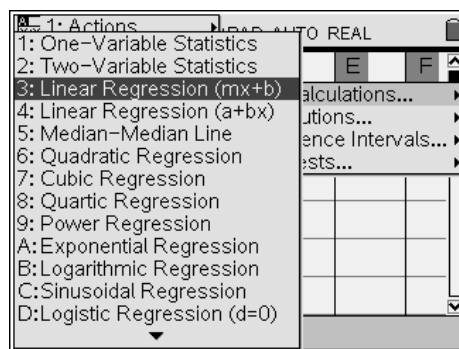 1: Actions
RAD AUTO REAL
1: One-Variable Statistics
2: Two-Variable Statistics
E F
3: Linear Regression (mx+b)
alculations...
4: Linear Regression (a+bx)
utions...
5: Median-Median Line
ence Intervals...
6: Quadratic Regression
ests...
7: Cubic Regression
8: Quartic Regression
9: Power Regression
A:Exponential Regression
B:Logarithmic Regression
C:Sinusoidal Regression
D:Logistic Regression (d=0)